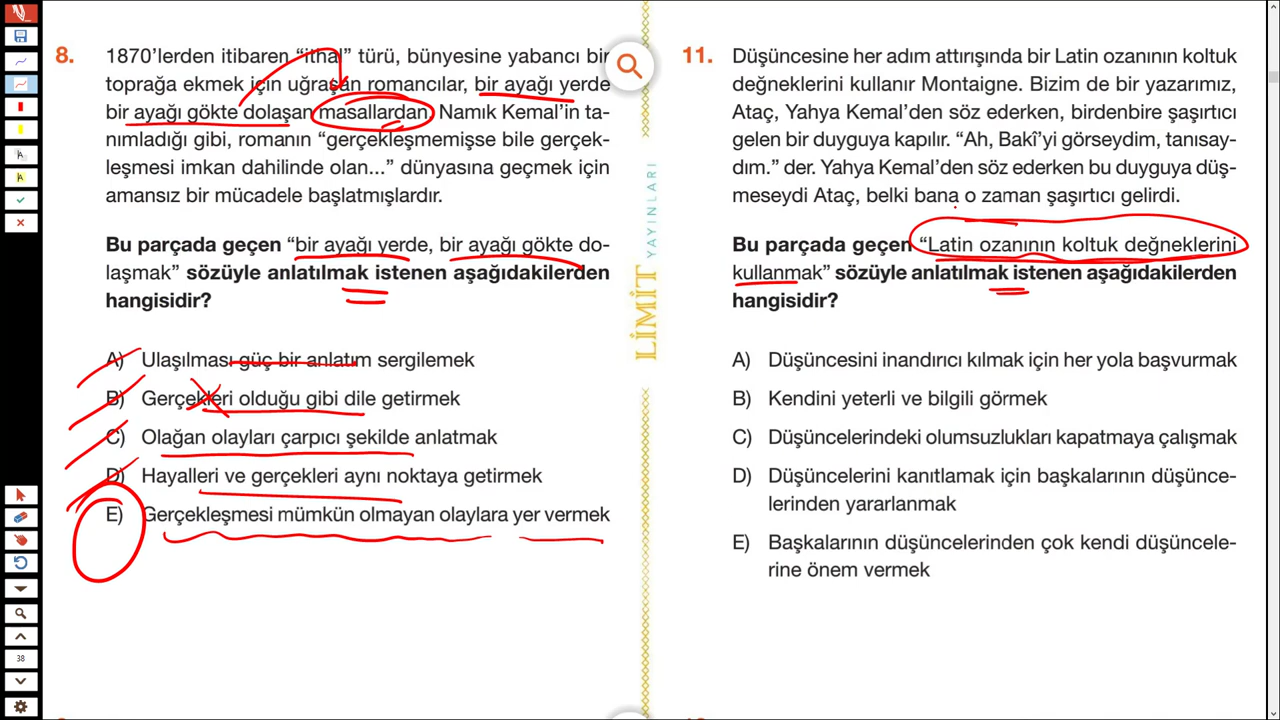 8.
1870’lerden itibaren “ithal” türü, bünyesine yabancı bir
toprağa ekmek için uğraşan romancılar, bir ayağı yerde
bir ayağı gökte dolaşan masallardan, Namık Kemal’in ta-
nımladığı gibi, romanın “gerçekleşmemişse bile gerçek-
leşmesi imkan dahilinde olan...” dünyasına geçmek için
amansız bir mücadele başlatmışlardır.
Bu parçada geçen “bir ayağı yerde, bir ayağı gökte do-
laşmak” sözüyle anlatılmak istenen aşağıdakilerden
hangisidir?
A) Ulaşılması güç bir anlatım sergilemek
B) Gerçekleri olduğu gibi dile getirmek
C) Olağan olayları çarpıcı şekilde anlatmak
D) Hayalleri ve gerçekleri aynı noktaya getirmek
E) Gerçekleşmesi mümkün olmayan olaylara yer vermek
LİMİT YAYINLARI
11.
Düşüncesine her adım attırışında bir Latin ozanının koltuk
değneklerini kullanır Montaigne. Bizim de bir yazarımız,
Ataç, Yahya Kemal’den söz ederken, birdenbire şaşırtıcı
gelen bir duyguya kapılır. “Ah, Bakî’yi görseydim, tanısay-
dım.” der. Yahya Kemal’den söz ederken bu duyguya düş-
meseydi Ataç, belki bana o zaman şaşırtıcı gelirdi.
Bu parçada geçen “Latin ozanının koltuk değneklerini
kullanmak” sözüyle anlatılmak istenen aşağıdakilerden
hangisidir?
A) Düşüncesini inandırıcı kılmak için her yola başvurmak
B) Kendini yeterli ve bilgili görmek
C) Düşüncelerindeki olumsuzlukları kapatmaya çalışmak
D) Düşüncelerini kanıtlamak için başkalarının düşünce-
lerinden yararlanmak
E) Başkalarının düşüncelerinden çok kendi düşüncele-
rine önem vermek
38